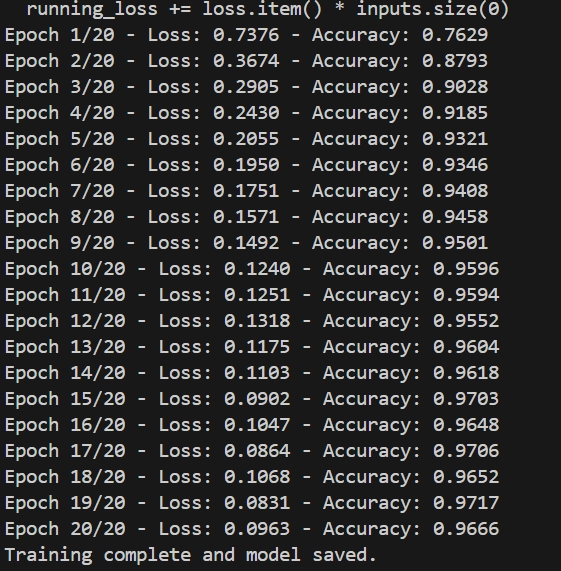 running_loss += loss.item() * inputs.size(0)
Epoch 1/20 - Loss: 0.7376 - Accuracy: 0.7629
Epoch 2/20 - Loss: 0.3674 - Accuracy: 0.8793
Epoch 3/20 - Loss: 0.2905 - Accuracy: 0.9028
Epoch 4/20 - Loss: 0.2430 - Accuracy: 0.9185
Epoch 5/20 - Loss: 0.2055 - Accuracy: 0.9321
Epoch 6/20 - Loss: 0.1950 - Accuracy: 0.9346
Epoch 7/20 - Loss: 0.1751 - Accuracy: 0.9408
Epoch 8/20 - Loss: 0.1571 - Accuracy: 0.9458
Epoch 9/20 - Loss: 0.1492 - Accuracy: 0.9501
Epoch 10/20 - Loss: 0.1240 - Accuracy: 0.9596
Epoch 11/20 - Loss: 0.1251 - Accuracy: 0.9594
Epoch 12/20 - Loss: 0.1318 - Accuracy: 0.9552
Epoch 13/20 - Loss: 0.1175 - Accuracy: 0.9604
Epoch 14/20 - Loss: 0.1103 - Accuracy: 0.9618
Epoch 15/20 - Loss: 0.0902 - Accuracy: 0.9703
Epoch 16/20 - Loss: 0.1047 - Accuracy: 0.9648
Epoch 17/20 - Loss: 0.0864 - Accuracy: 0.9706
Epoch 18/20 - Loss: 0.1068 - Accuracy: 0.9652
Epoch 19/20 - Loss: 0.0831 - Accuracy: 0.9717
Epoch 20/20 - Loss: 0.0963 - Accuracy: 0.9666
Training complete and model saved.